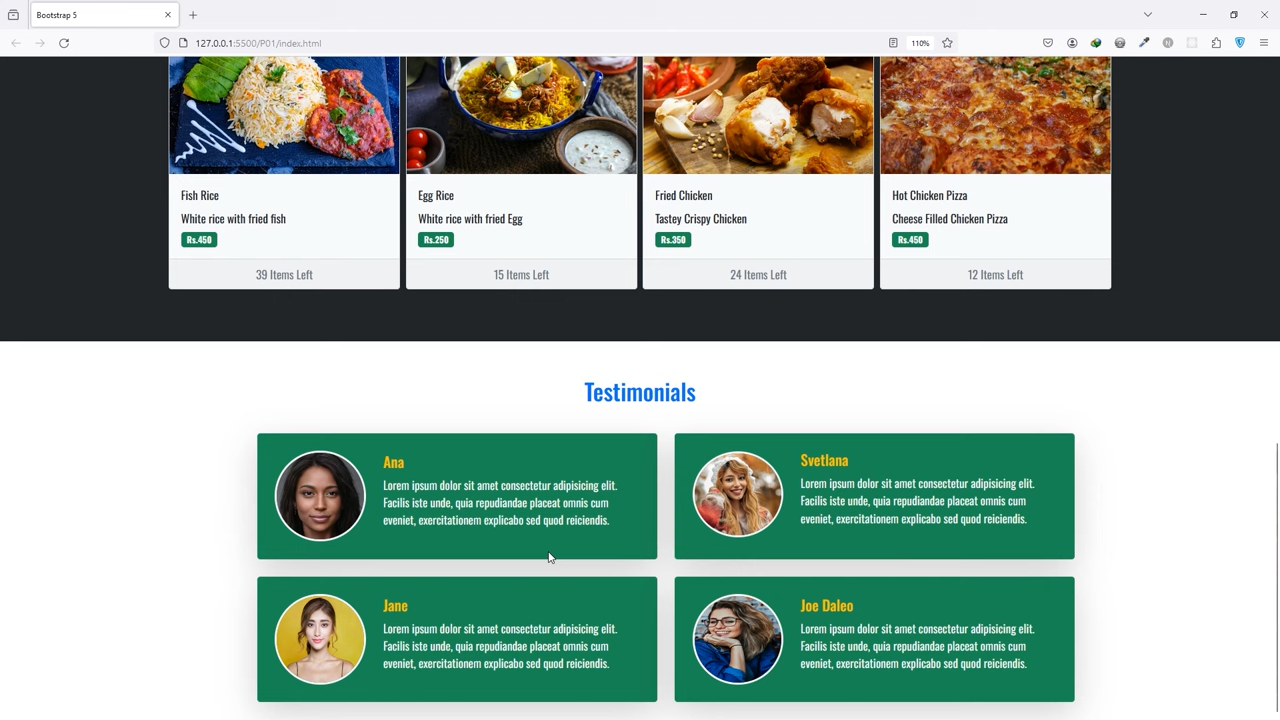 Bootstrap 5
127.0.0.1:5500/P01/index.html
110%
Fish Rice
White rice with fried fish
Rs.450
39 Items Left
Egg Rice
White rice with fried Egg
Rs.250
15 Items Left
Fried Chicken
Tastey Crispy Chicken
Rs.350
24 Items Left
Hot Chicken Pizza
Cheese Filled Chicken Pizza
Rs.450
12 Items Left
Testimonials
Ana
Lorem ipsum dolor sit amet consectetur adipisicing elit.
Facilis iste unde, quia repudiandae placeat omnis cum
eveniet, exercitationem explicabo sed quod reiciendis.
Svetlana
Lorem ipsum dolor sit amet consectetur adipisicing elit.
Facilis iste unde, quia repudiandae placeat omnis cum
eveniet, exercitationem explicabo sed quod reiciendis.
Jane
Lorem ipsum dolor sit amet consectetur adipisicing elit.
Facilis iste unde, quia repudiandae placeat omnis cum
eveniet, exercitationem explicabo sed quod reiciendis.
Joe Daleo
Lorem ipsum dolor sit amet consectetur adipisicing elit.
Facilis iste unde, quia repudiandae placeat omnis cum
eveniet, exercitationem explicabo sed quod reiciendis.